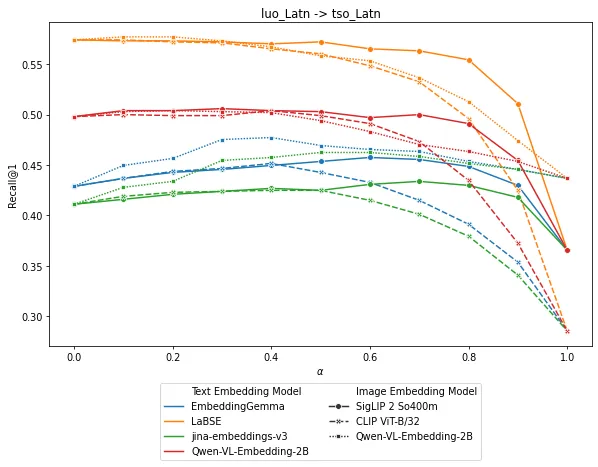 luo_Latn -> tso_Latn
Recall@1
0.55
0.50
0.45
0.40
0.35
0.30
0.0
0.2
0.4
0.6
0.8
1.0
α
Text Embedding Model
EmbeddingGemma
LaBSE
jina-embeddings-v3
Qwen-VL-Embedding-2B
Image Embedding Model
SigLIP 2 So400m
CLIP ViT-B/32
Qwen-VL-Embedding-2B